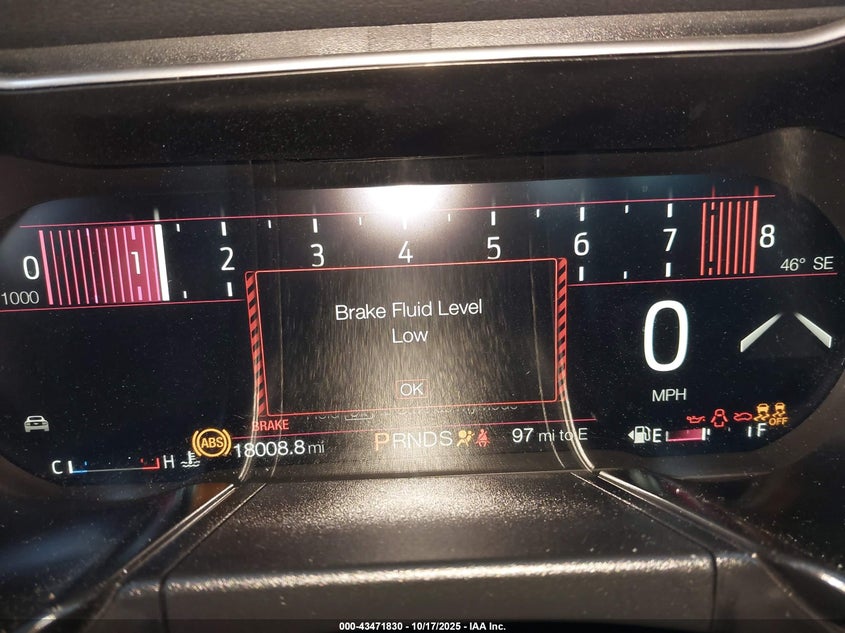 0 1 2 3 4 5 6 7 8
1000
46° SE
Brake Fluid Level
Low
OK
0
MPH
BRAKE
ABS
18008.8 mi
PRNDS
97 mi to E
E F
OFF
C H
000-43471830 - 10/17/2025 - IAA Inc.